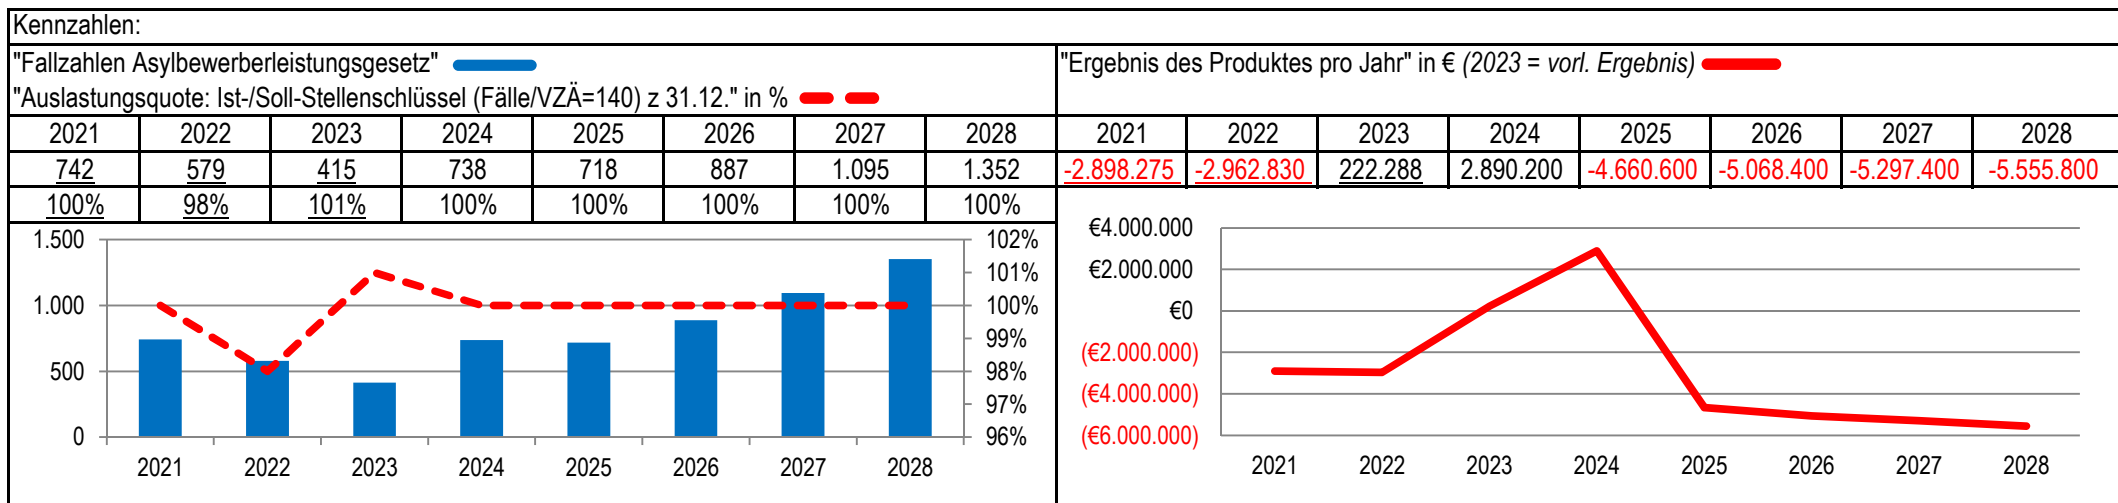 Kennzahlen:
"Fallzahlen Asylbewerberleistungsgesetz"
"Auslastungsquote: Ist-/Soll-Stellenschlüssel (Fälle/VZÄ=140) z 31.12." in %
2021 2022 2023 2024 2025 2026 2027 2028
742 579 415 738 718 887 1.095 1.352
100% 98% 101% 100% 100% 100% 100% 100%
1.500
1.000
500
0
102%
101%
100%
99%
98%
97%
96%
2021 2022 2023 2024 2025 2026 2027 2028
"Ergebnis des Produktes pro Jahr" in € (2023 = vorl. Ergebnis)
2021 2022 2023 2024 2025 2026 2027 2028
-2.898.275 -2.962.830 222.288 2.890.200 -4.660.600 -5.068.400 -5.297.400 -5.555.800
€4.000.000
€2.000.000
€0
(€2.000.000)
(€4.000.000)
(€6.000.000)
2021 2022 2023 2024 2025 2026 2027 2028